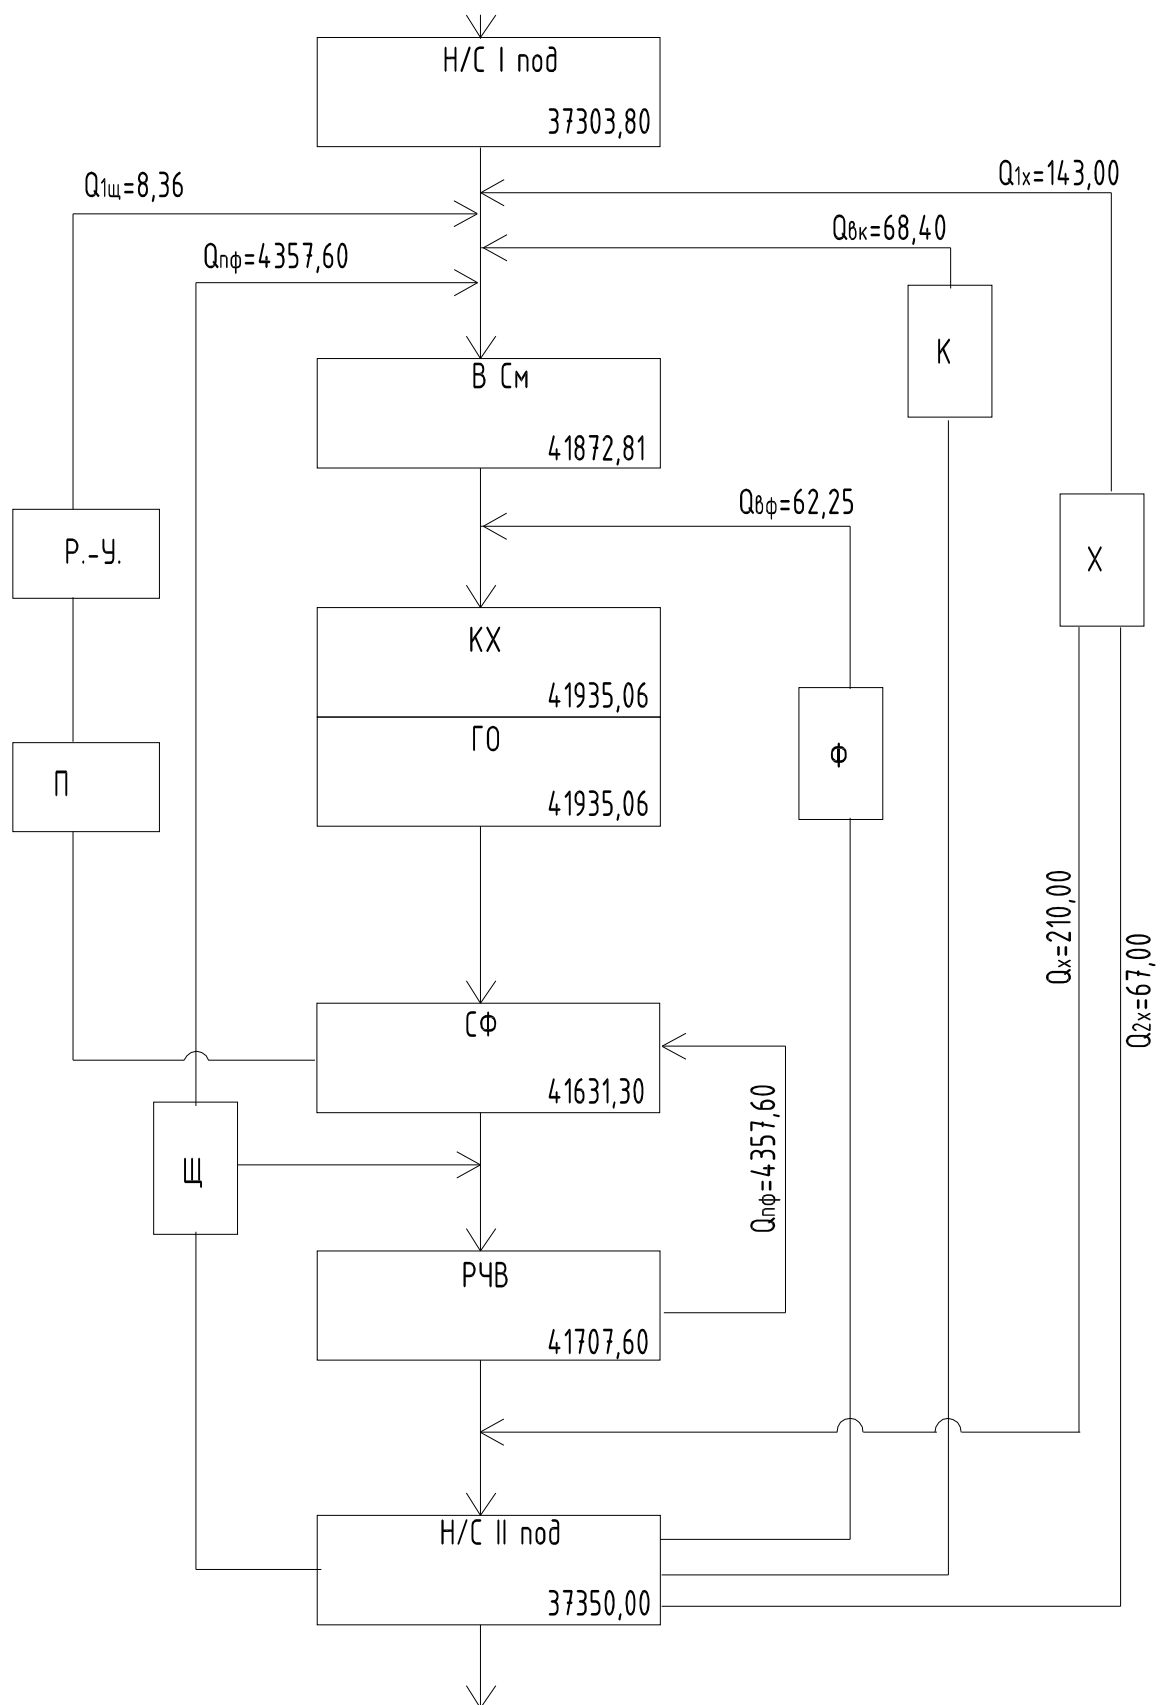 Н/С I под
37303,80
Q1щ=8,36
Q1х=143,00
Qвк=68,40
Qпф=4357,60
К
В См
41872,81
Qвф=62,25
Р.-У.
Х
КХ
41935,06
ГО
41935,06
П
Ф
Qх=210,00
Q2х=67,00
СФ
41631,30
Qпф=4357,60
Щ
РЧВ
41707,60
Н/С II под
37350,00